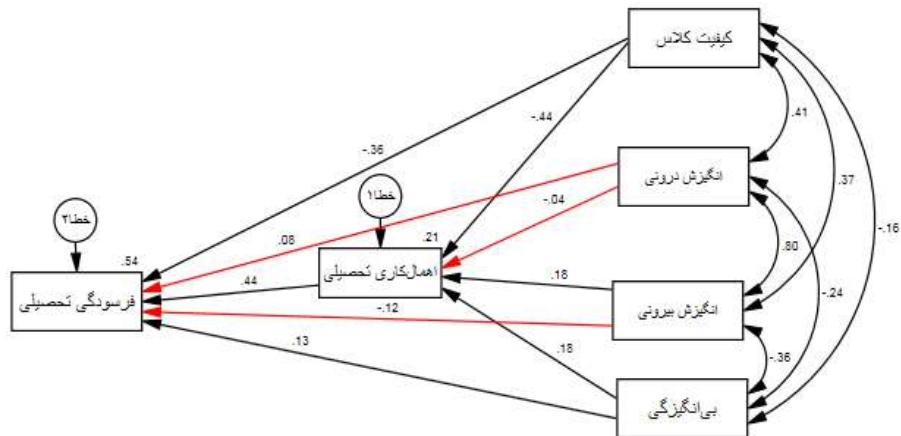 کیفیت کلاس
.41
-.44
-.36
انگیزش درونی
.37
خطا۱
-.04
خطا۲
.08
.21
-.16
.80
.54
اهمال‌کاری تحصیلی
.18
-.24
فرسودگی تحصیلی
.44
انگیزش بیرونی
-.12
.13
.18
-.36
بی‌انگیزگی